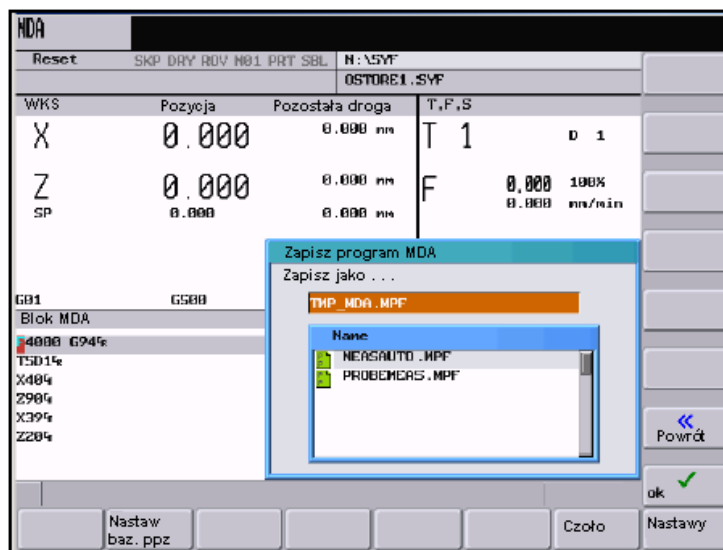 MDA
Reset SKP DRY ROV M01 PRT SBL N:\SYF
OSTORE1.SYF
WKS Pozycja Pozostała droga T,F,S
X 0.000 0.000 mm T 1 D 1
Z 0.000 0.000 mm F 0,000 100%
SP 0.000 0.000 mm 0.000 mm/min
Zapisz program MDA
Zapisz jako ...
G01 G500 TMP_MDA.MPF
Blok MDA Name
4000 G94
MEASAUTO.MPF
T5D1
PROBEMEAS.MPF
X40
Z90
X39
Z20
Powrót
ok
Nastaw baz. ppz Czoło Nastawy